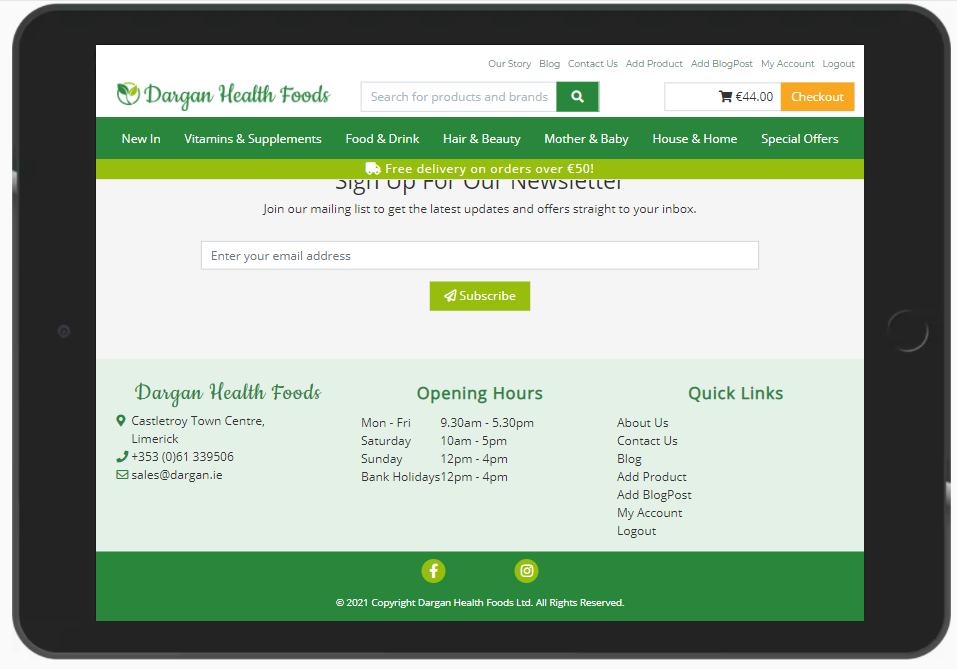 Our Story Blog Contact Us Add Product Add BlogPost My Account Logout
Dargan Health Foods
Search for products and brands
€44.00 Checkout
New In Vitamins & Supplements Food & Drink Hair & Beauty Mother & Baby House & Home Special Offers
Free delivery on orders over €50!
Sign Up For Our Newsletter
Join our mailing list to get the latest updates and offers straight to your inbox.
Enter your email address
Subscribe
Dargan Health Foods
Castletroy Town Centre,
Limerick
+353 (0)61 339506
sales@dargan.ie
Opening Hours
Mon - Fri 9.30am - 5.30pm
Saturday 10am - 5pm
Sunday 12pm - 4pm
Bank Holidays 12pm - 4pm
Quick Links
About Us
Contact Us
Blog
Add Product
Add BlogPost
My Account
Logout
© 2021 Copyright Dargan Health Foods Ltd. All Rights Reserved.